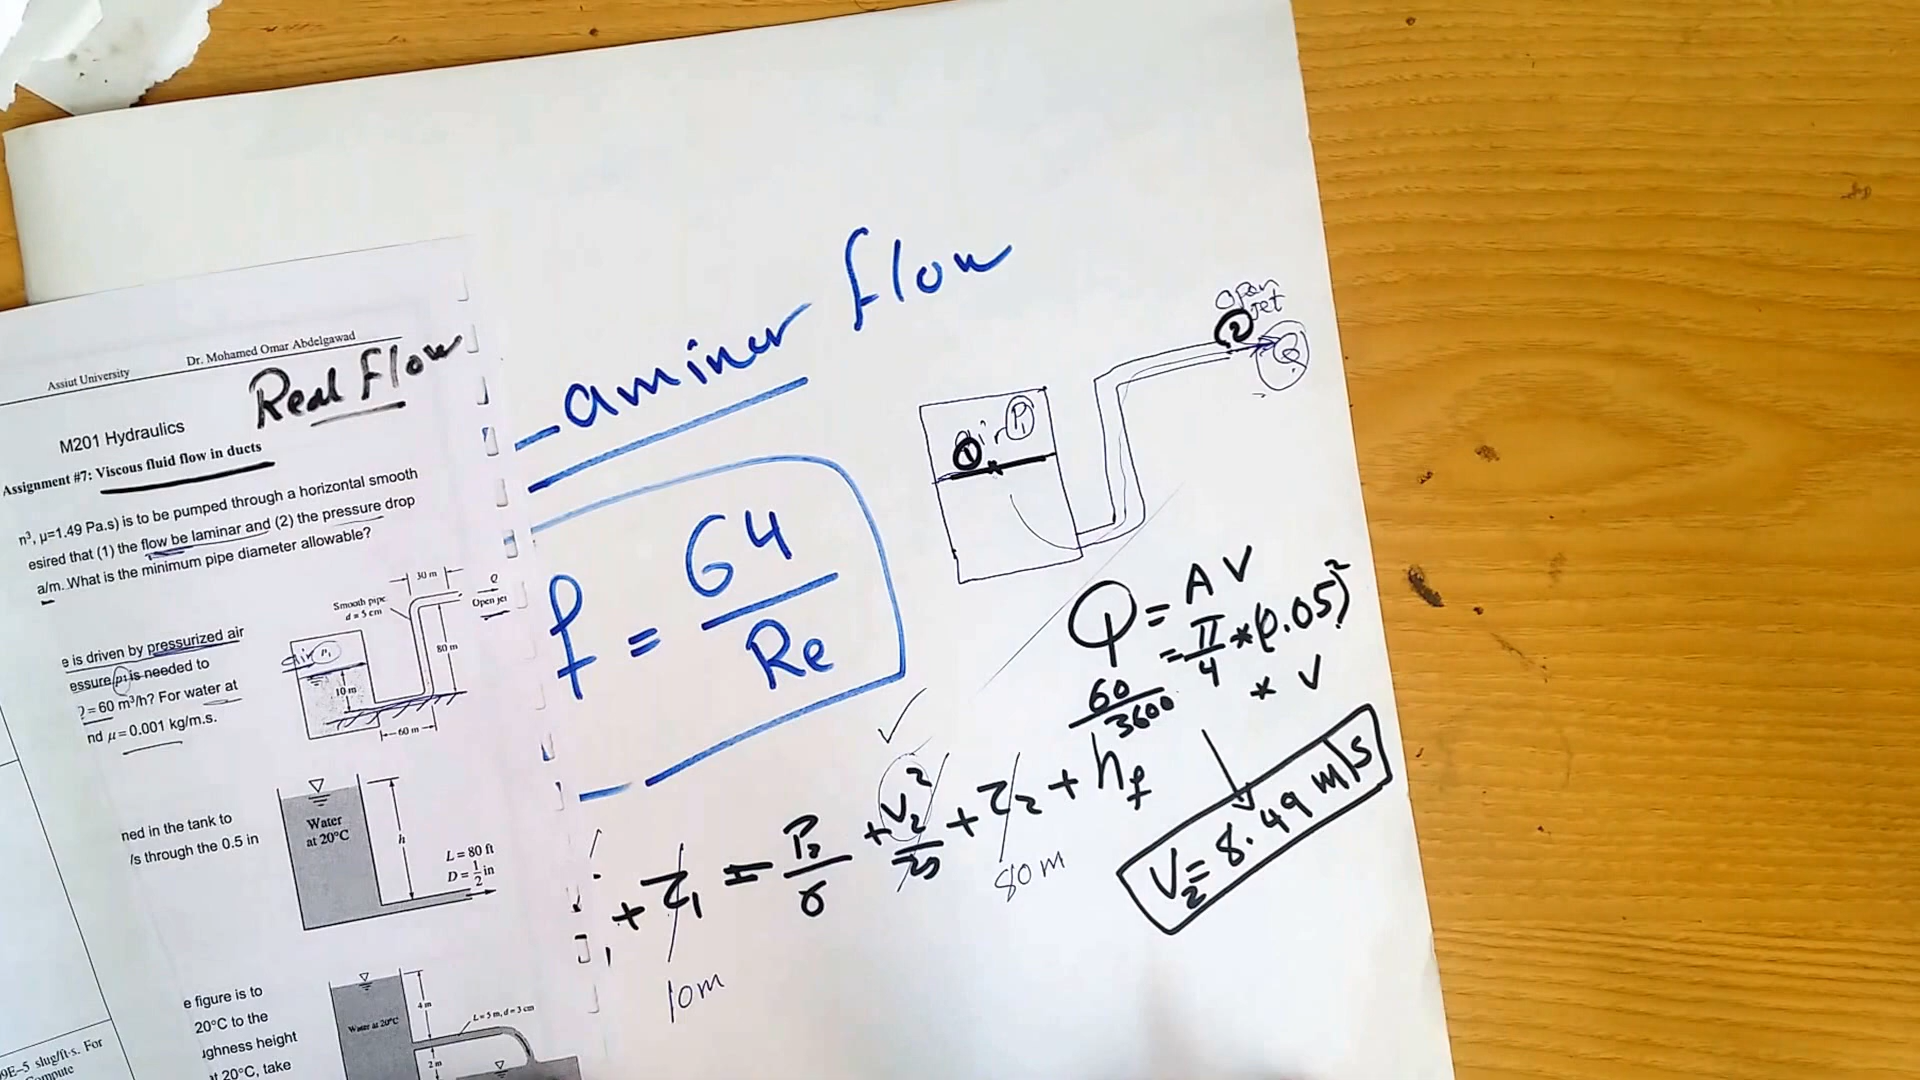 Assiut University
Dr. Mohamed Omar Abdelgawad
Real Flow
M201 Hydraulics
Assignment #7: Viscous fluid flow in ducts
n³, μ=1.49 Pa.s) is to be pumped through a horizontal smooth
esired that (1) the flow be laminar and (2) the pressure drop
a/m. What is the minimum pipe diameter allowable?
e is driven by pressurized air
essure p₁ is needed to
Q = 60 m³/h? For water at
nd μ = 0.001 kg/m.s.
30 m
Q
Open jet
Smooth pipe
d = 5 cm
air P₁
80 m
10 m
60 m
ned in the tank to
/s through the 0.5 in
Water
at 20°C
h
L = 80 ft
D = 1/2 in
e figure is to
20°C to the
ughness height
at 20°C, take
4 m
Water at 20°C
L = 5 m, d = 3 cm
2 m
9E–5 slug/ft·s. For
Compute
aminer flow
f = 64/Re
Open
Jet
2
Q
air P₁
1
Q = A V
= π/4 * (0.05)²
* V
60/3600
V₂ = 8.49 m/s
+ Z₁ = P₂/γ + V₂²/2g + Z₂ + hf
80 m
10 m